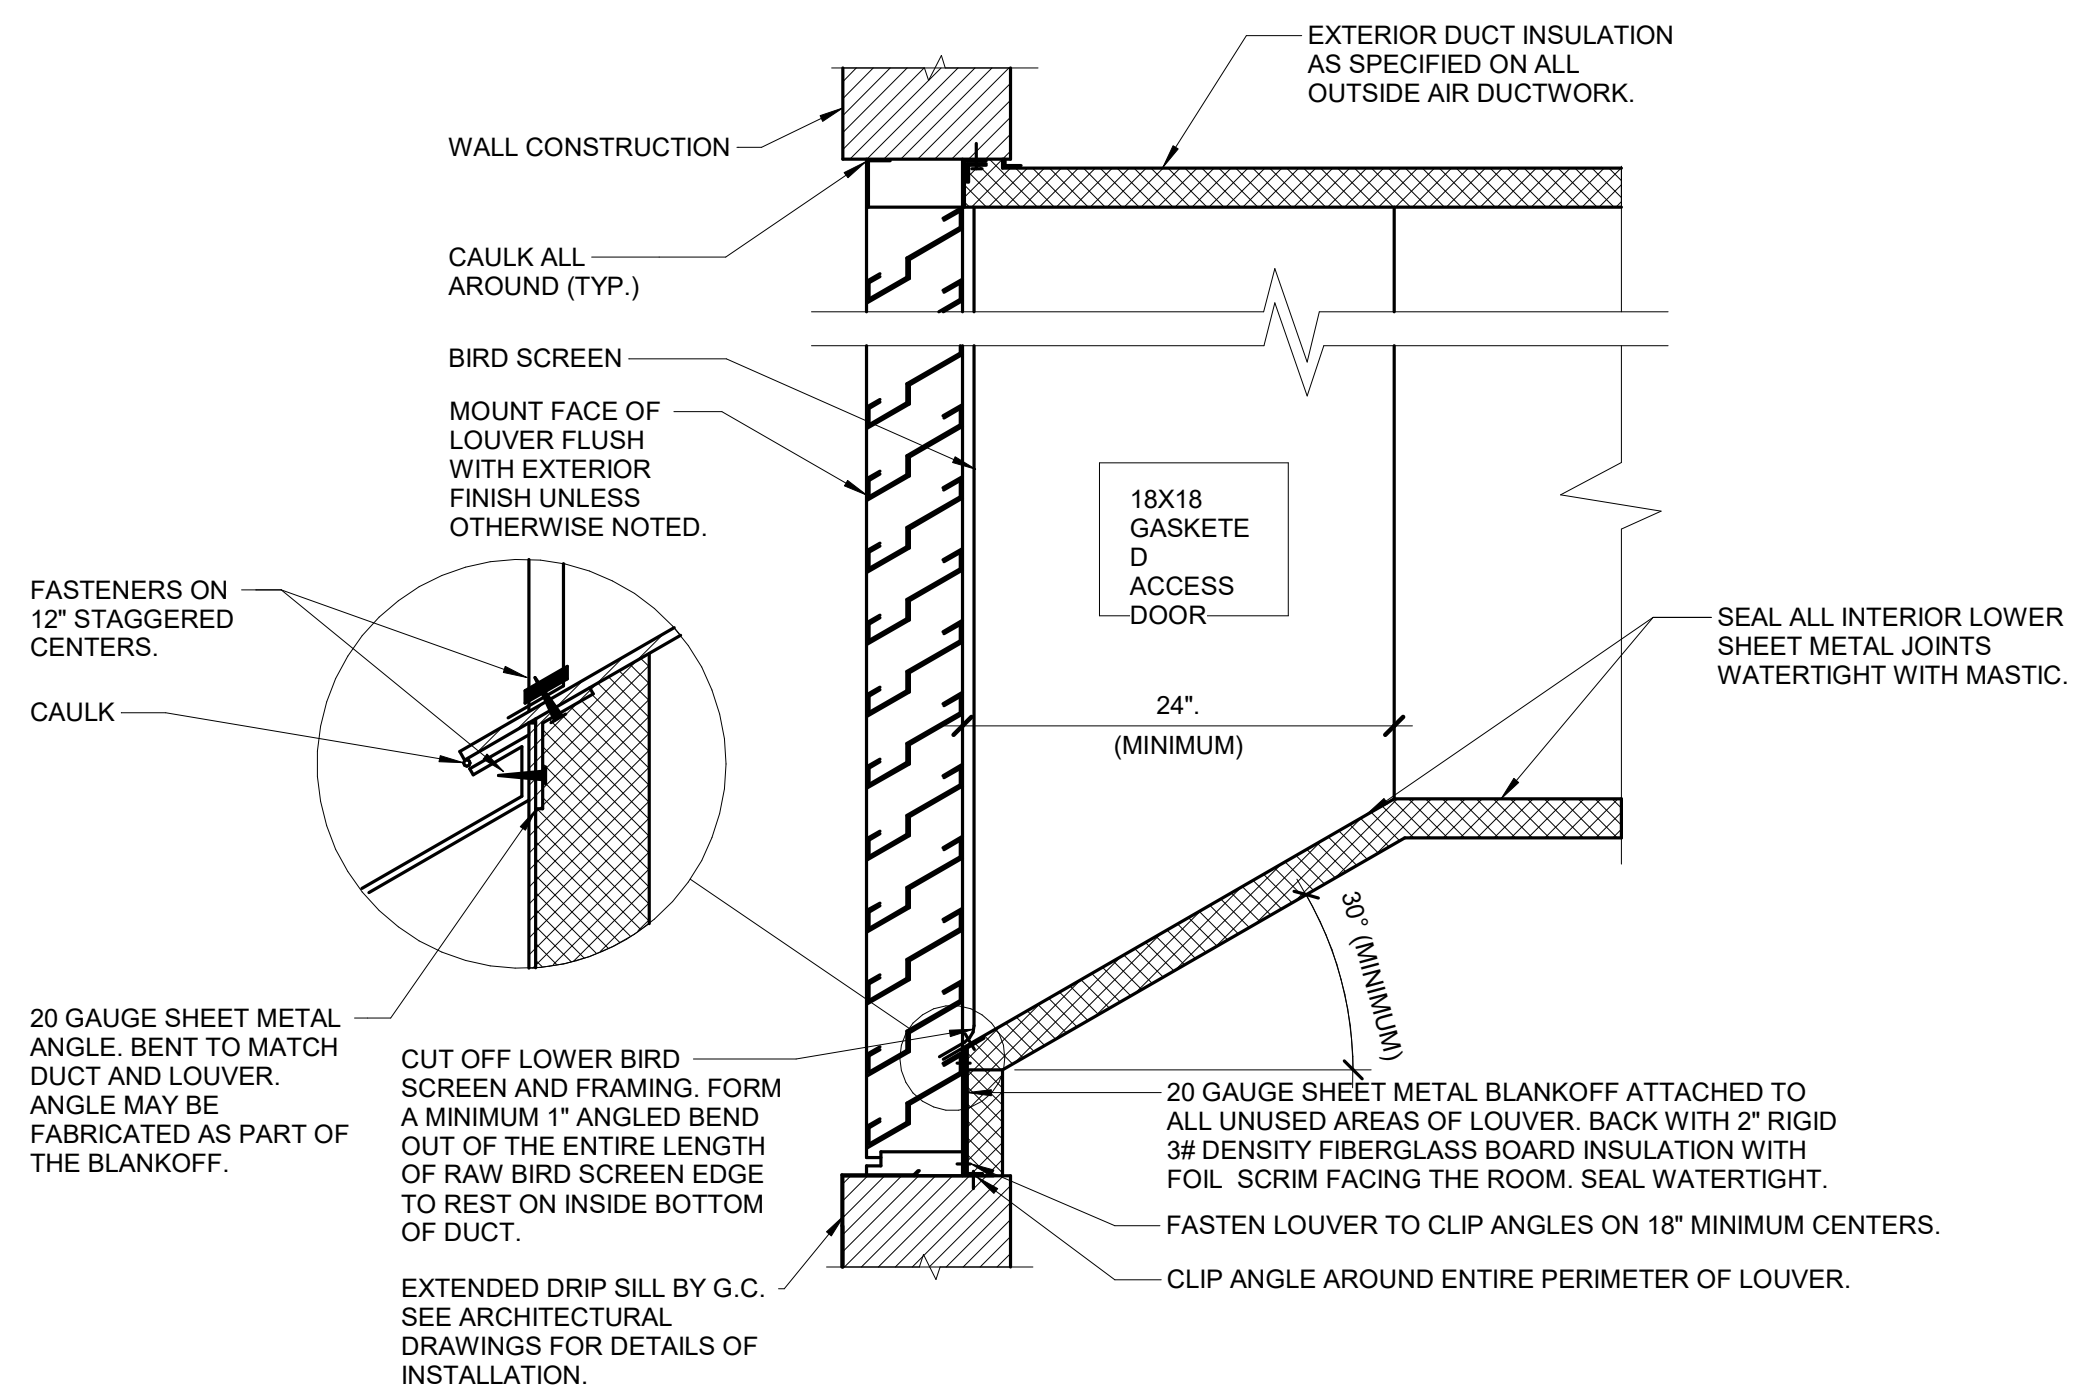 EXTERIOR DUCT INSULATION
AS SPECIFIED ON ALL
OUTSIDE AIR DUCTWORK.
WALL CONSTRUCTION
CAULK ALL
AROUND (TYP.)
BIRD SCREEN
MOUNT FACE OF
LOUVER FLUSH
WITH EXTERIOR
FINISH UNLESS
OTHERWISE NOTED.
18X18
GASKETE
D
ACCESS
DOOR
FASTENERS ON
12" STAGGERED
CENTERS.
CAULK
SEAL ALL INTERIOR LOWER
SHEET METAL JOINTS
WATERTIGHT WITH MASTIC.
24".
(MINIMUM)
30° (MINIMUM)
20 GAUGE SHEET METAL
ANGLE. BENT TO MATCH
DUCT AND LOUVER.
ANGLE MAY BE
FABRICATED AS PART OF
THE BLANKOFF.
CUT OFF LOWER BIRD
SCREEN AND FRAMING. FORM
A MINIMUM 1" ANGLED BEND
OUT OF THE ENTIRE LENGTH
OF RAW BIRD SCREEN EDGE
TO REST ON INSIDE BOTTOM
OF DUCT.
EXTENDED DRIP SILL BY G.C.
SEE ARCHITECTURAL
DRAWINGS FOR DETAILS OF
INSTALLATION.
20 GAUGE SHEET METAL BLANKOFF ATTACHED TO
ALL UNUSED AREAS OF LOUVER. BACK WITH 2" RIGID
3# DENSITY FIBERGLASS BOARD INSULATION WITH
FOIL  SCRIM FACING THE ROOM. SEAL WATERTIGHT.
FASTEN LOUVER TO CLIP ANGLES ON 18" MINIMUM CENTERS.
CLIP ANGLE AROUND ENTIRE PERIMETER OF LOUVER.